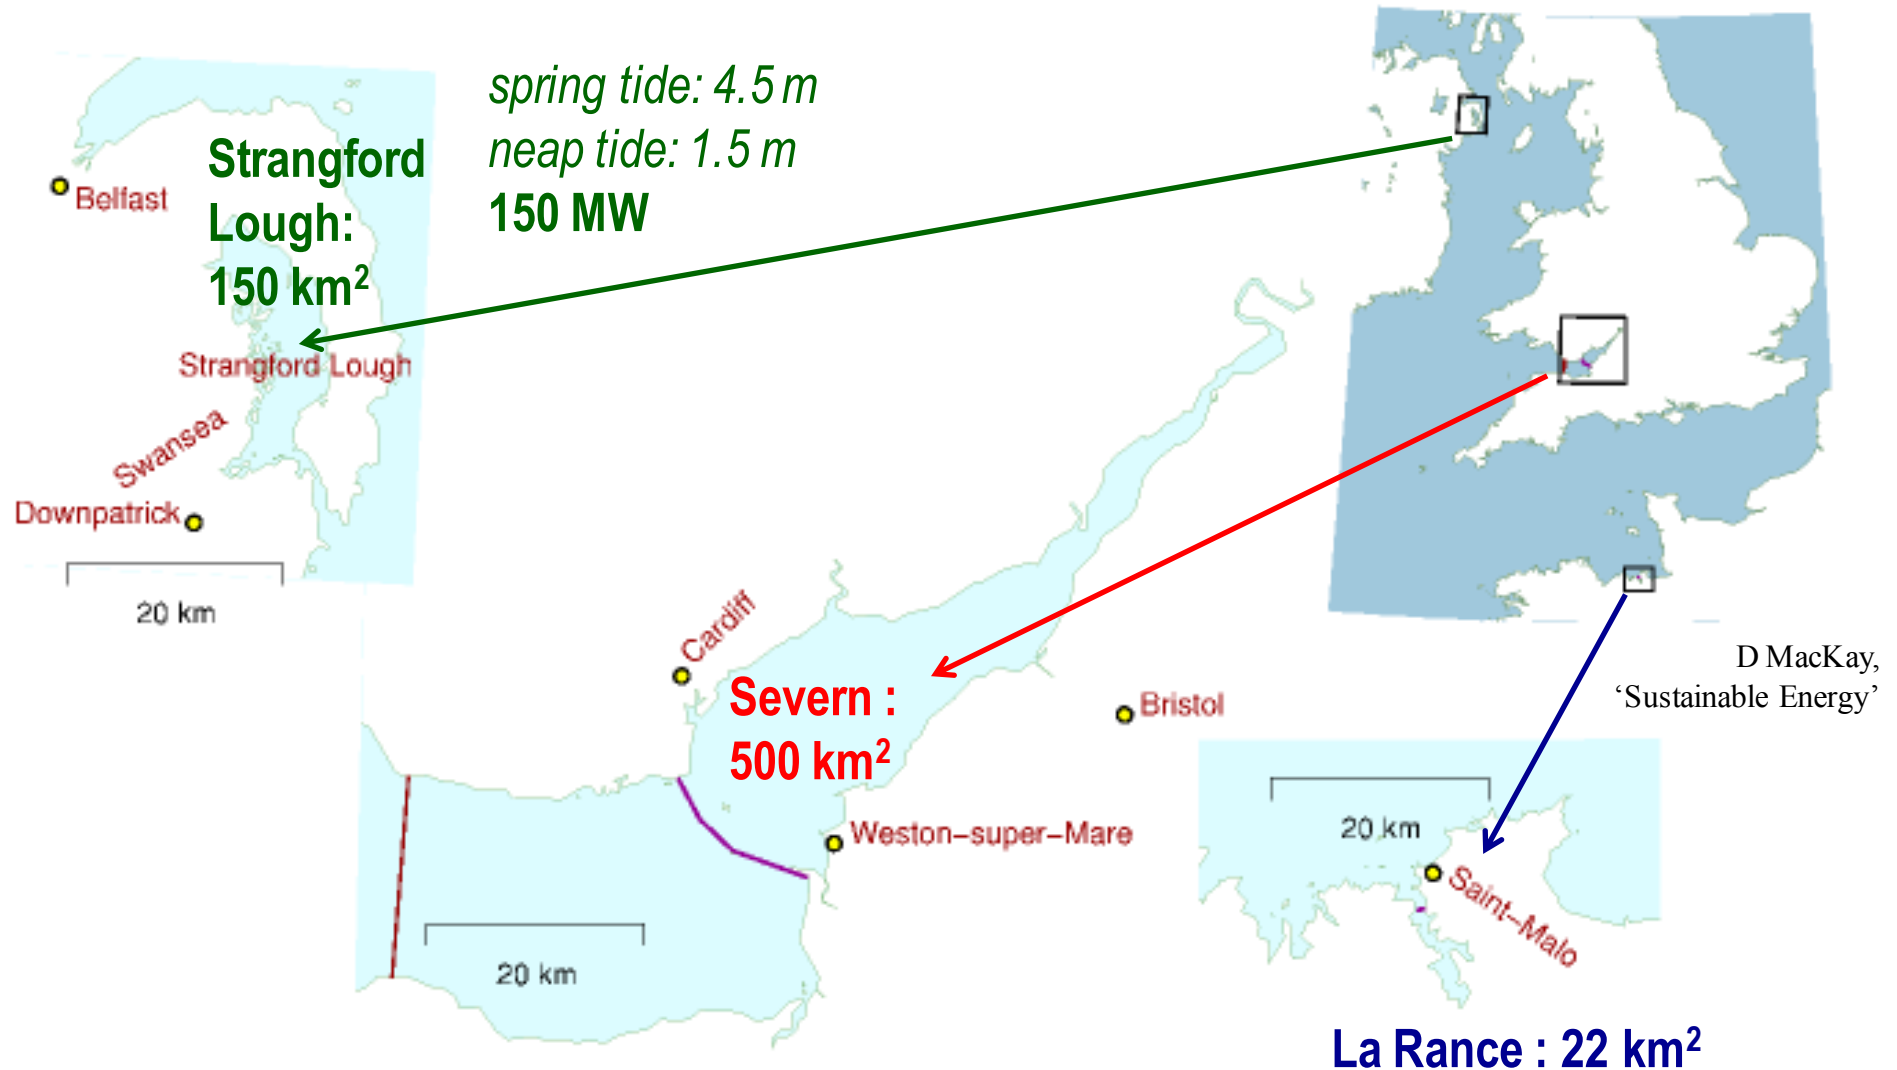 spring tide: 4.5 m
neap tide: 1.5 m
150 MW
Strangford
Lough:
150 km²
Belfast
Strangford Lough
Swansea
Downpatrick
20 km
Cardiff
Severn :
500 km²
Bristol
Weston-super-Mare
20 km
D MacKay,
‘Sustainable Energy’
20 km
Saint-Malo
La Rance : 22 km²